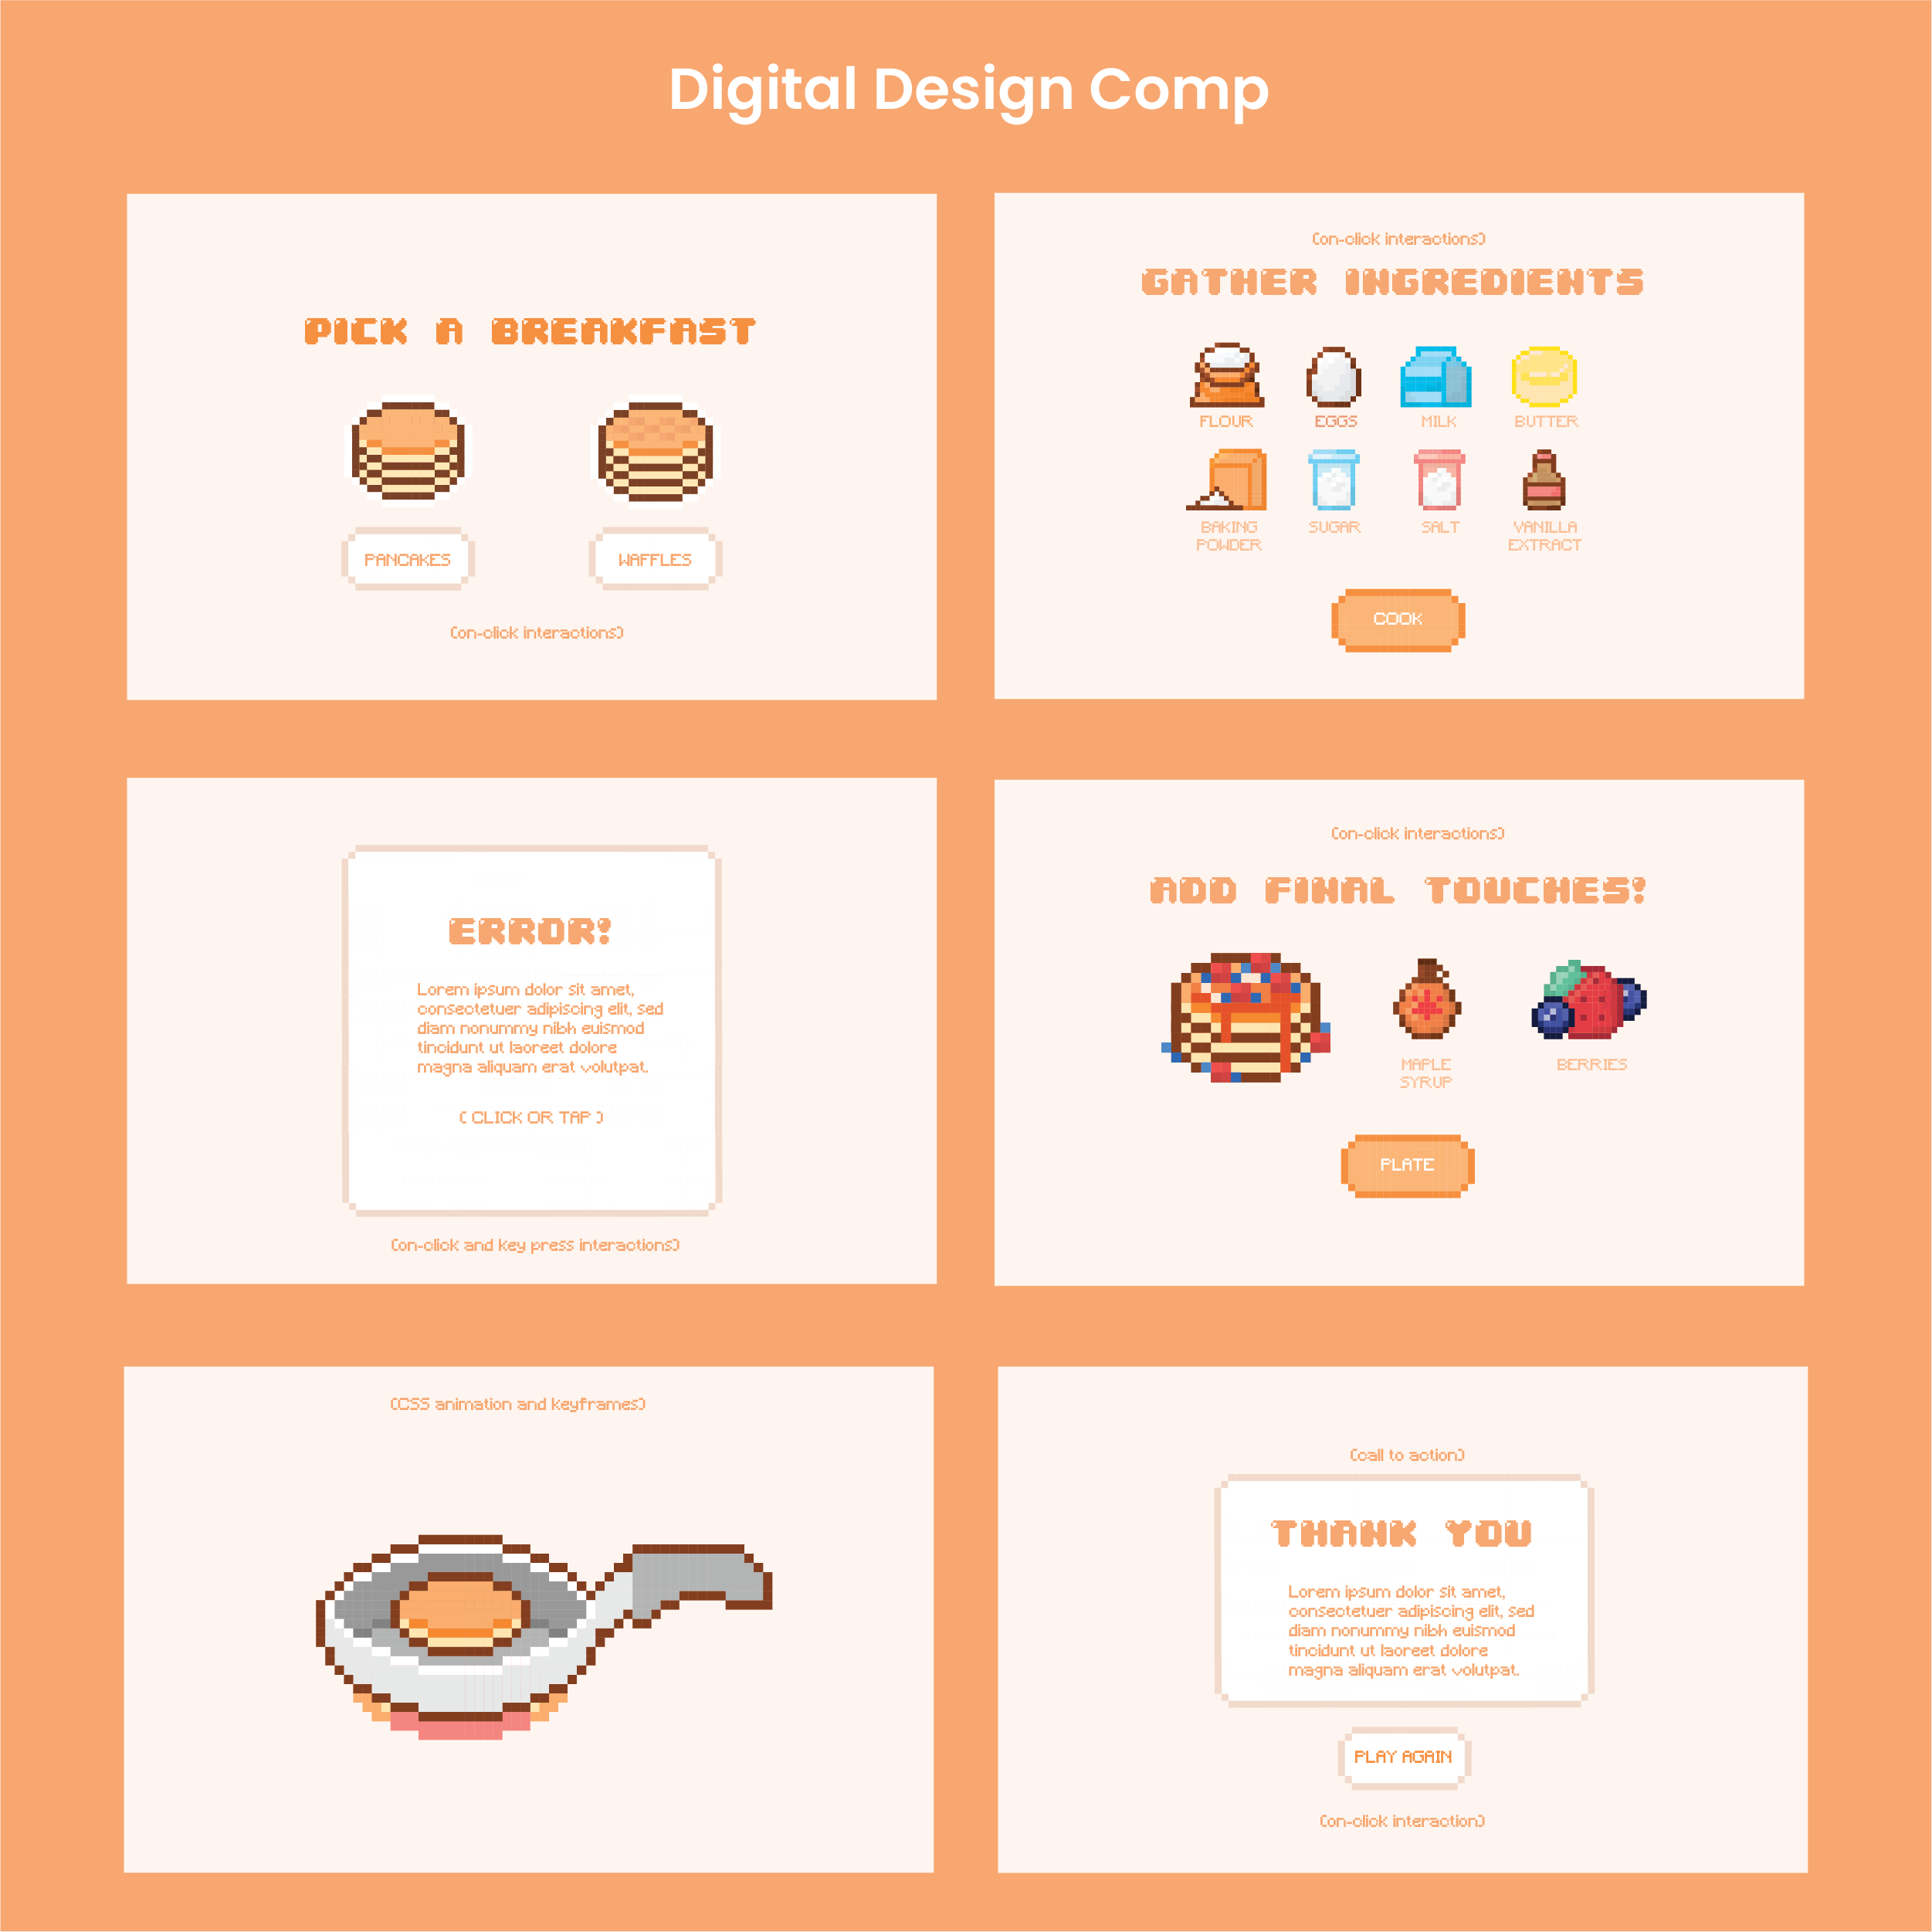 Digital Design Comp
PICK A BREAKFAST
PANCAKES
WAFFLES
(on-click interactions)
(on-click interactions)
GATHER INGREDIENTS
FLOUR
EGGS
MILK
BUTTER
BAKING
POWDER
SUGAR
SALT
VANILLA
EXTRACT
COOK
ERROR!
Lorem ipsum dolor sit amet,
consectetuer adipiscing elit, sed
diam nonummy nibh euismod
tincidunt ut laoreet dolore
magna aliquam erat volutpat.
( CLICK OR TAP )
(on-click and key press interactions)
(on-click interactions)
ADD FINAL TOUCHES!
MAPLE
SYRUP
BERRIES
PLATE
(CSS animation and keyframes)
(call to action)
THANK YOU
Lorem ipsum dolor sit amet,
consectetuer adipiscing elit, sed
diam nonummy nibh euismod
tincidunt ut laoreet dolore
magna aliquam erat volutpat.
PLAY AGAIN
(on-click interaction)